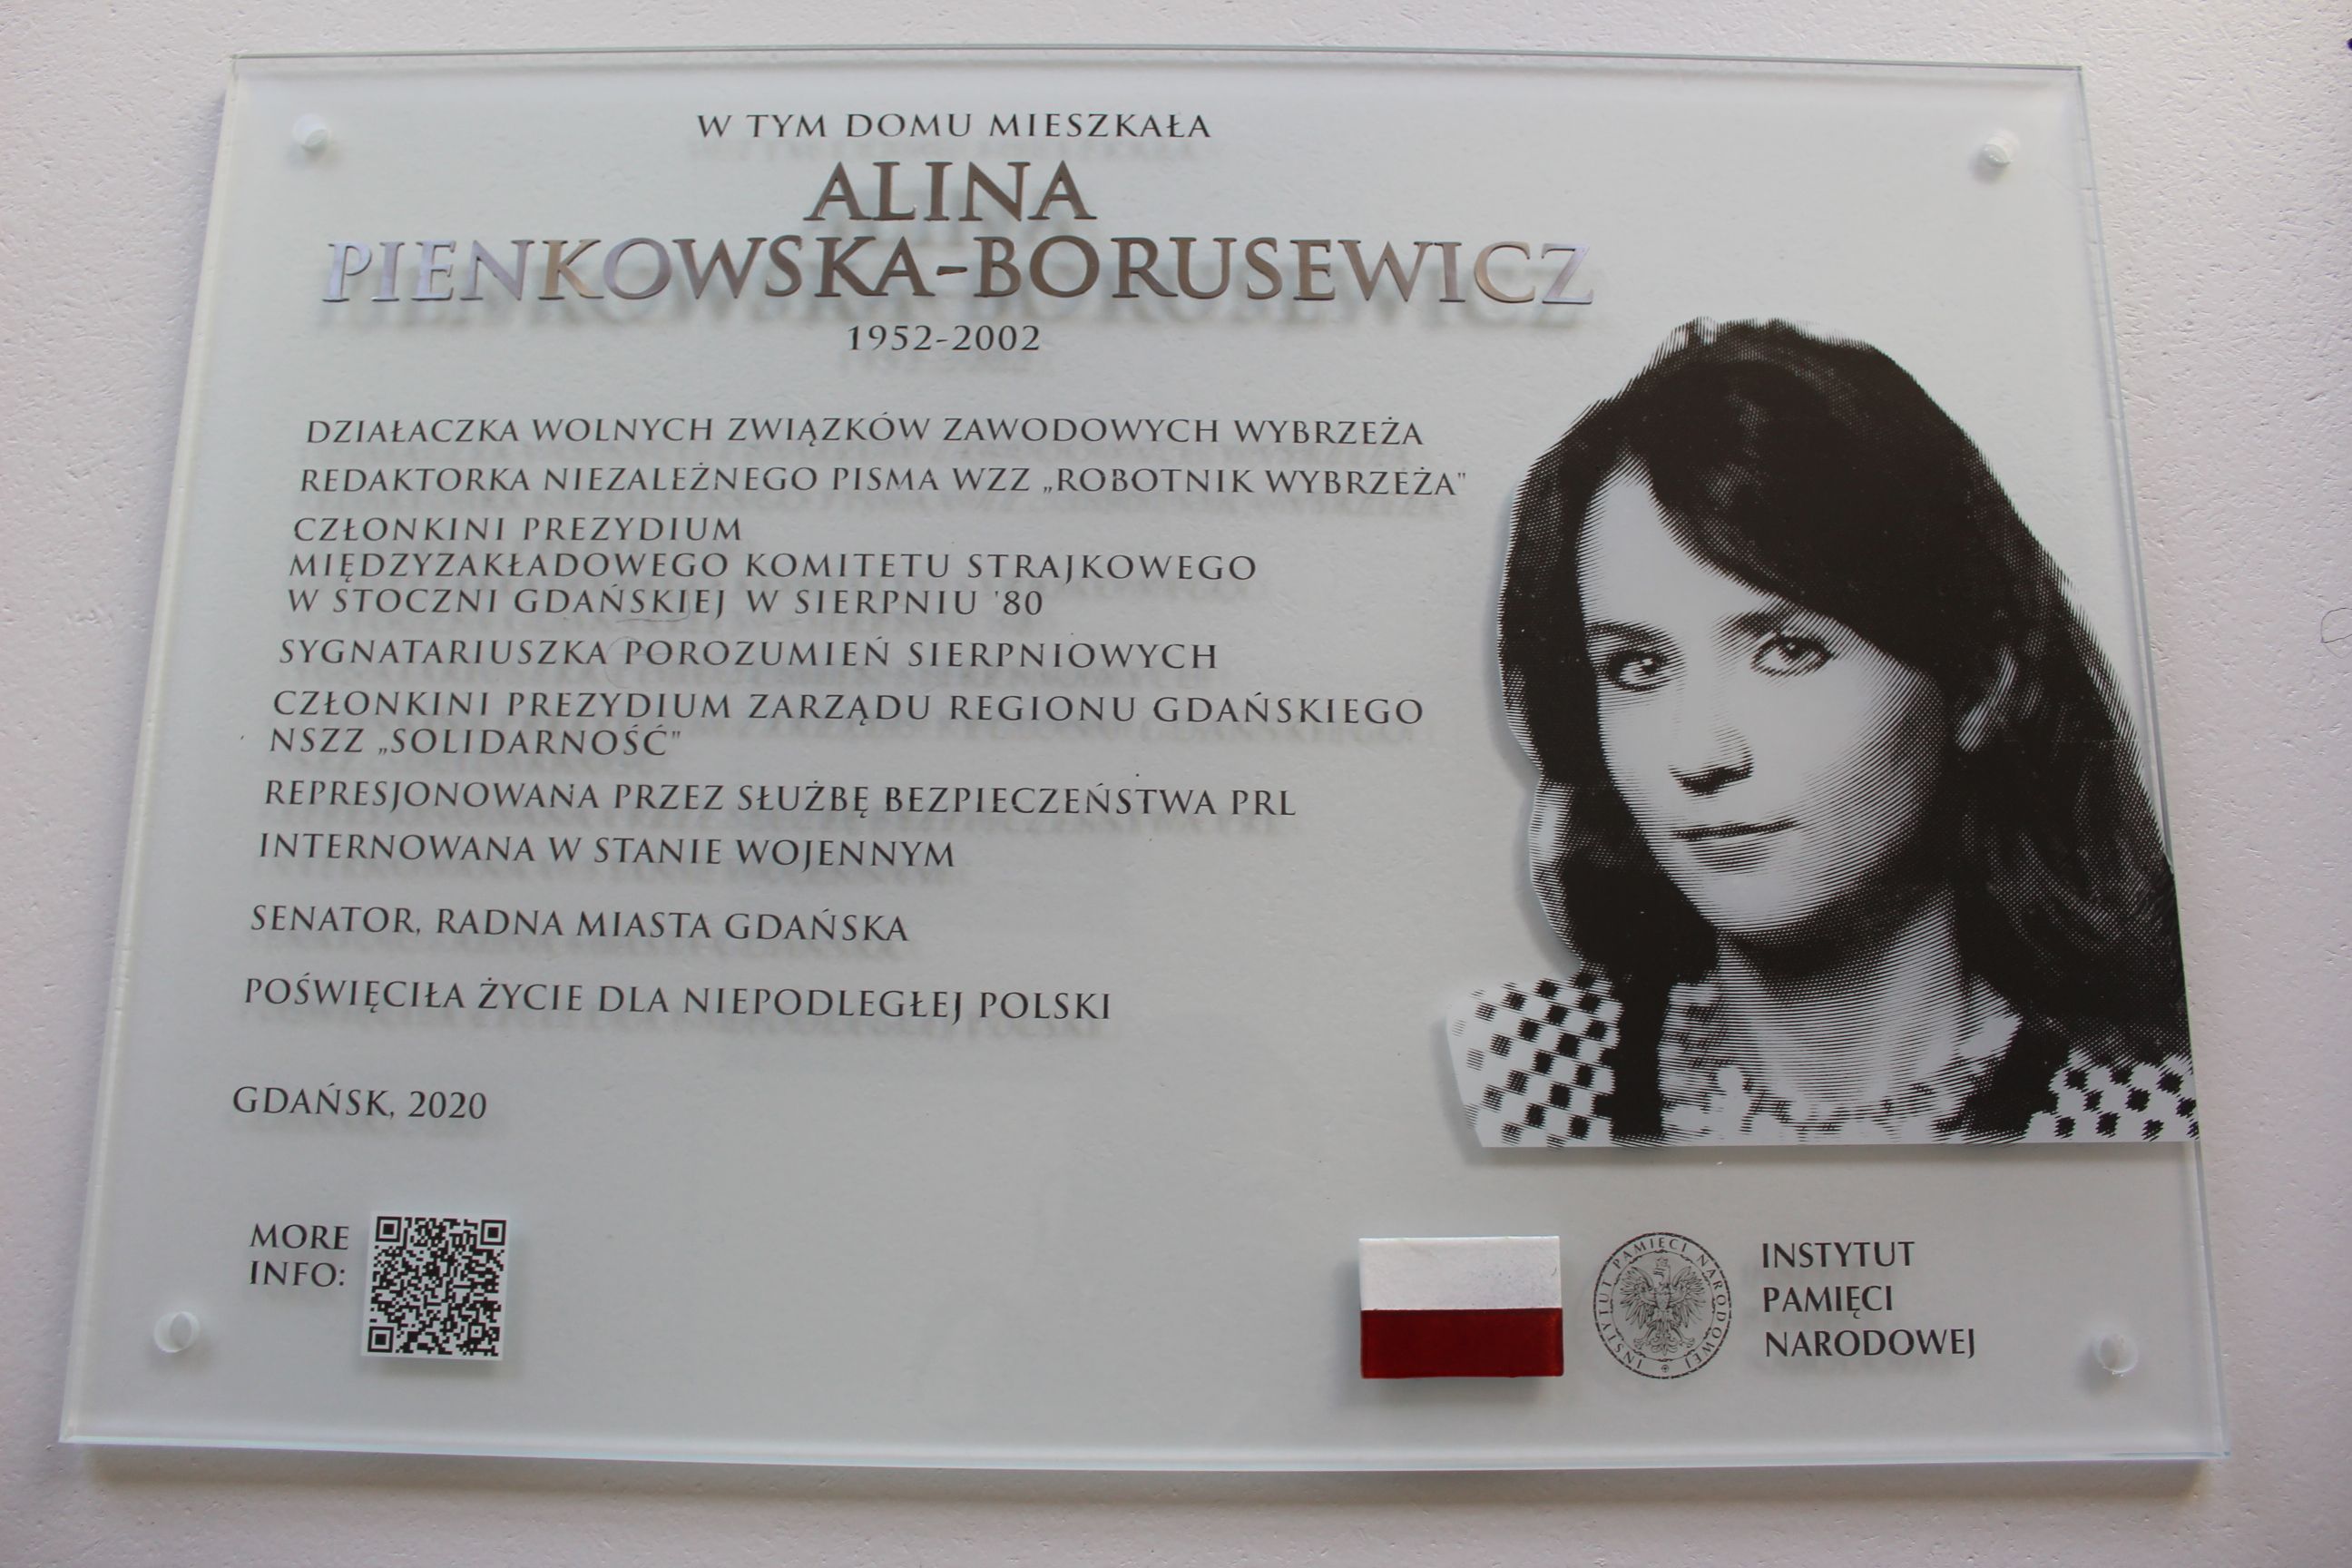 W TYM DOMU MIESZKAŁA
ALINA
PIENKOWSKA-BORUSEWICZ
1952-2002
DZIAŁACZKA WOLNYCH ZWIĄZKÓW ZAWODOWYCH WYBRZEŻA
REDAKTORKA NIEZALEŻNEGO PISMA WZZ „ROBOTNIK WYBRZEŻA"
CZŁONKINI PREZYDIUM
MIĘDZYZAKŁADOWEGO KOMITETU STRAJKOWEGO
W STOCZNI GDAŃSKIEJ W SIERPNIU '80
SYGNATARIUSZKA POROZUMIEŃ SIERPNIOWYCH
CZŁONKINI PREZYDIUM ZARZĄDU REGIONU GDAŃSKIEGO
NSZZ „SOLIDARNOŚĆ"
REPRESJONOWANA PRZEZ SŁUŻBĘ BEZPIECZEŃSTWA PRL
INTERNOWANA W STANIE WOJENNYM
SENATOR, RADNA MIASTA GDAŃSKA
POŚWIĘCIŁA ŻYCIE DLA NIEPODLEGŁEJ POLSKI
GDAŃSK, 2020
MORE
INFO:
INSTYTUT PAMIĘCI NARODOWEJ
INSTYTUT
PAMIĘCI
NARODOWEJ